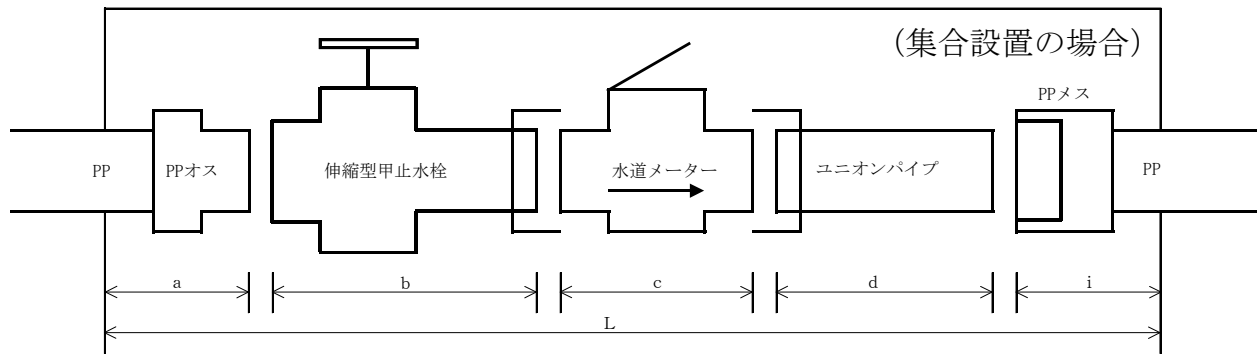 (集合設置の場合)
PPメス
PP
PPオス
伸縮型甲止水栓
水道メーター
ユニオンパイプ
PP
a
b
c
d
i
L